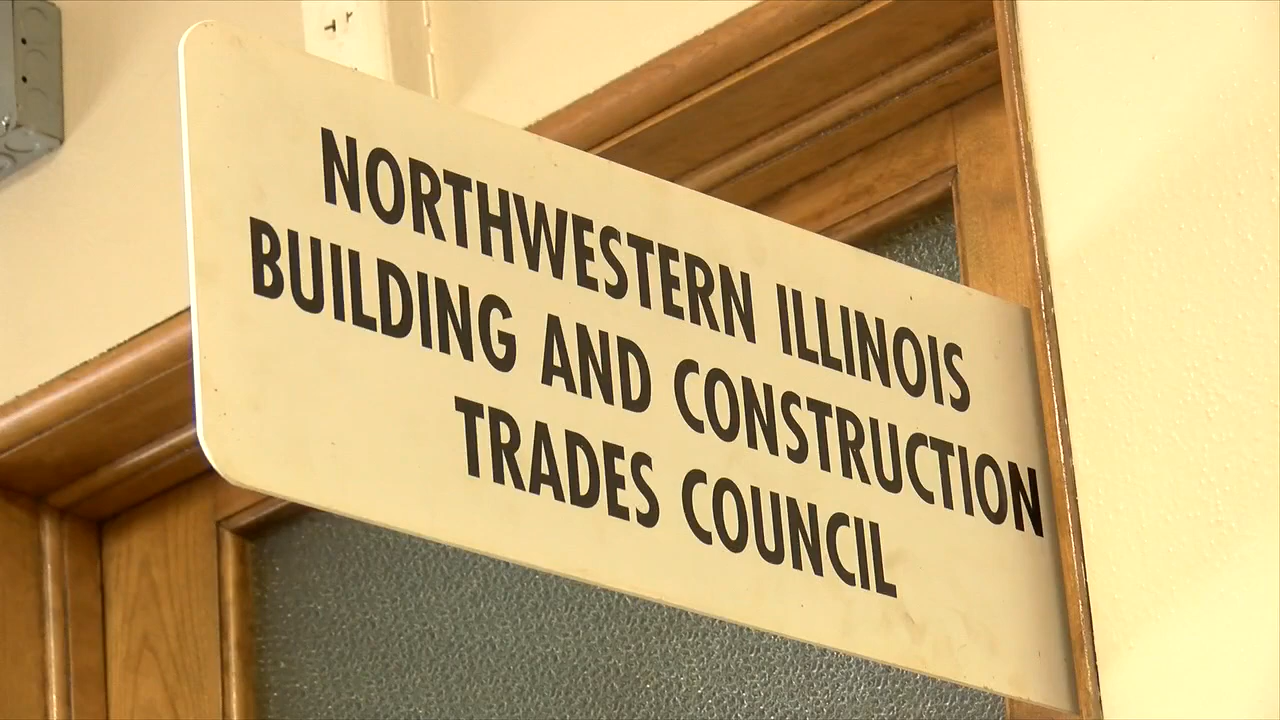 NORTHWESTERN ILLINOIS
BUILDING AND CONSTRUCTION
TRADES COUNCIL